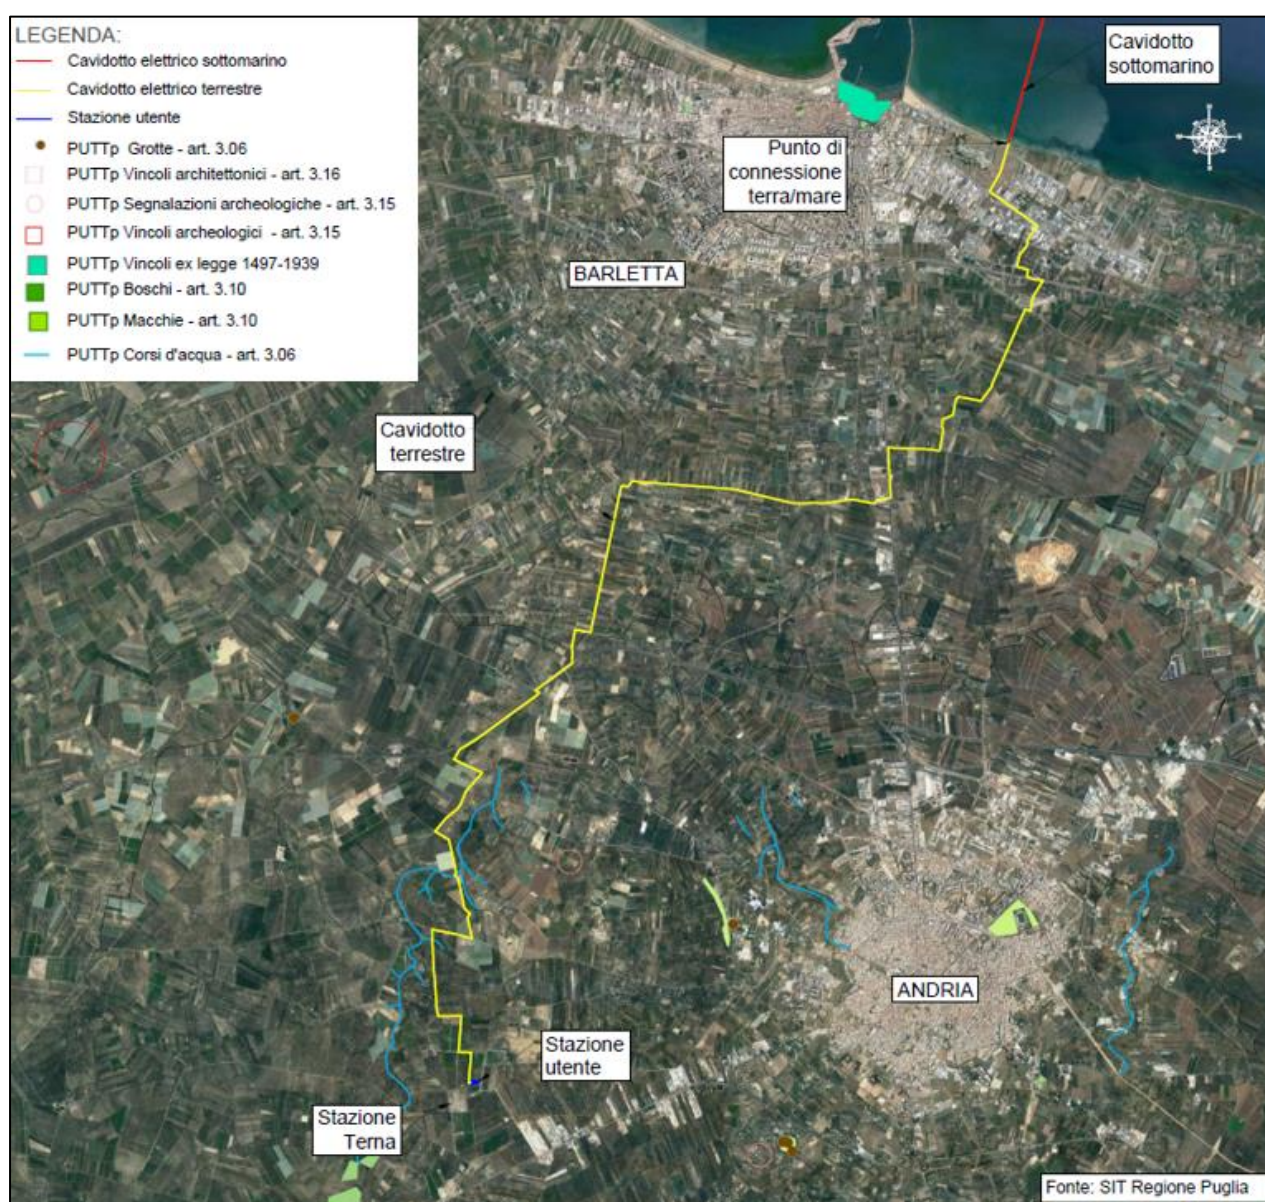 LEGENDA:
Cavidotto elettrico sottomarino
Cavidotto elettrico terrestre
Stazione utente
PUTTp Grotte - art. 3.06
PUTTp Vincoli architettonici - art. 3.16
PUTTp Segnalazioni archeologiche - art. 3.15
PUTTp Vincoli archeologici - art. 3.15
PUTTp Vincoli ex legge 1497-1939
PUTTp Boschi - art. 3.10
PUTTp Macchie - art. 3.10
PUTTp Corsi d'acqua - art. 3.06
Cavidotto
sottomarino
Punto di
connessione
terra/mare
BARLETTA
Cavidotto
terrestre
ANDRIA
Stazione
utente
Stazione
Terna
Fonte: SIT Regione Puglia